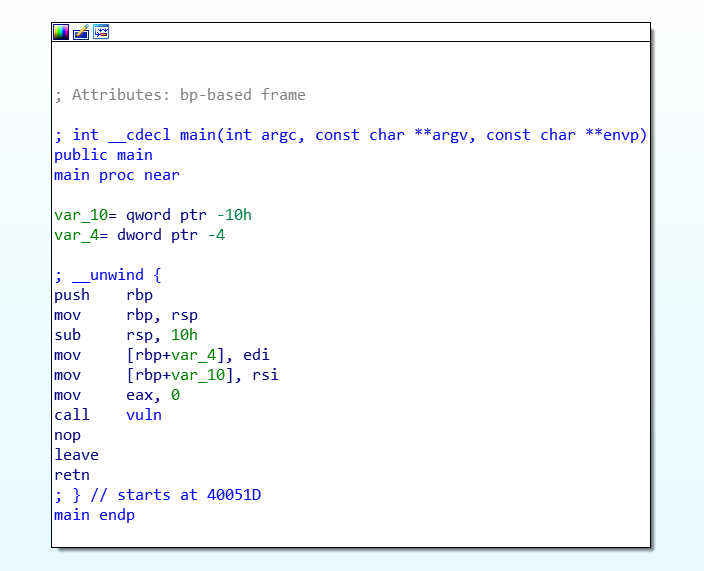 ; Attributes: bp-based frame
; int __cdecl main(int argc, const char **argv, const char **envp)
public main
main proc near
var_10= qword ptr -10h
var_4= dword ptr -4
; __unwind {
push    rbp
mov     rbp, rsp
sub     rsp, 10h
mov     [rbp+var_4], edi
mov     [rbp+var_10], rsi
mov     eax, 0
call    vuln
nop
leave
retn
; } // starts at 40051D
main endp